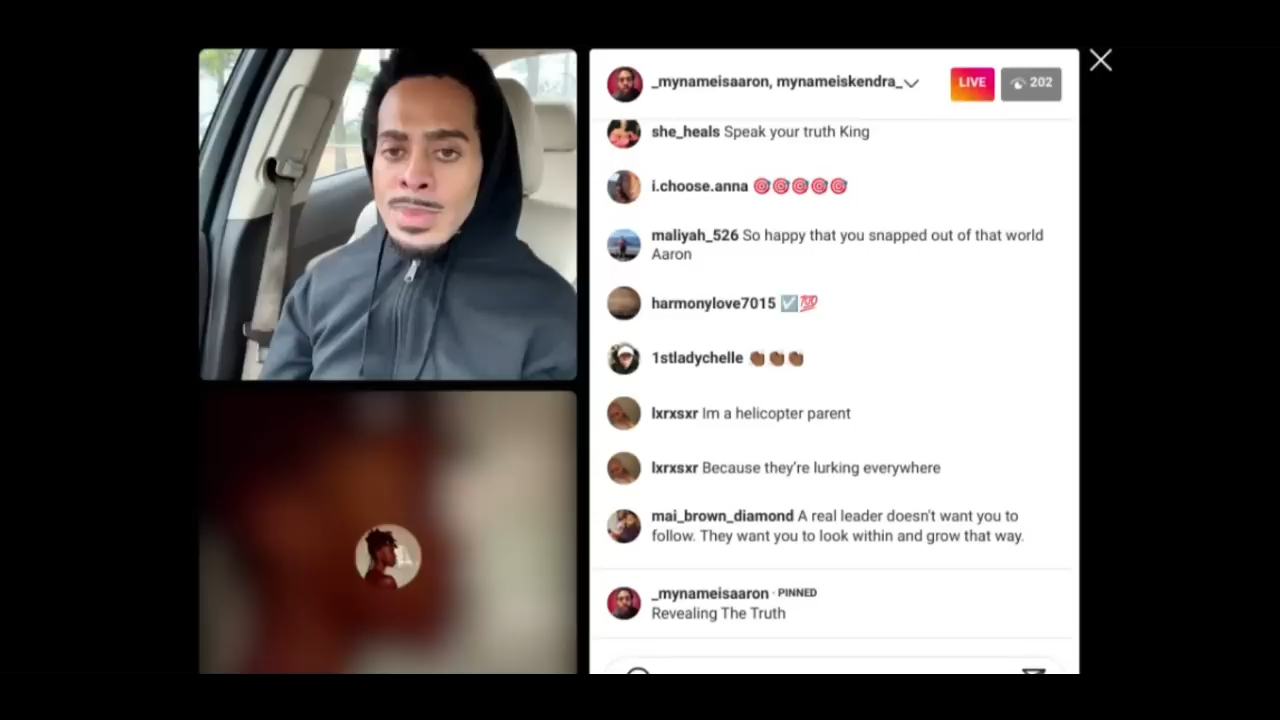 _mynameisaaron, mynameiskendra_
LIVE
202
she_heals Speak your truth King
i.choose.anna 🎯🎯🎯🎯🎯
maliyah_526 So happy that you snapped out of that world
Aaron
harmonylove7015 ☑️💯
1stladychelle 👏🏾👏🏾👏🏾
lxrxsxr Im a helicopter parent
lxrxsxr Because they're lurking everywhere
mai_brown_diamond A real leader doesn't want you to
follow. They want you to look within and grow that way.
_mynameisaaron · PINNED
Revealing The Truth